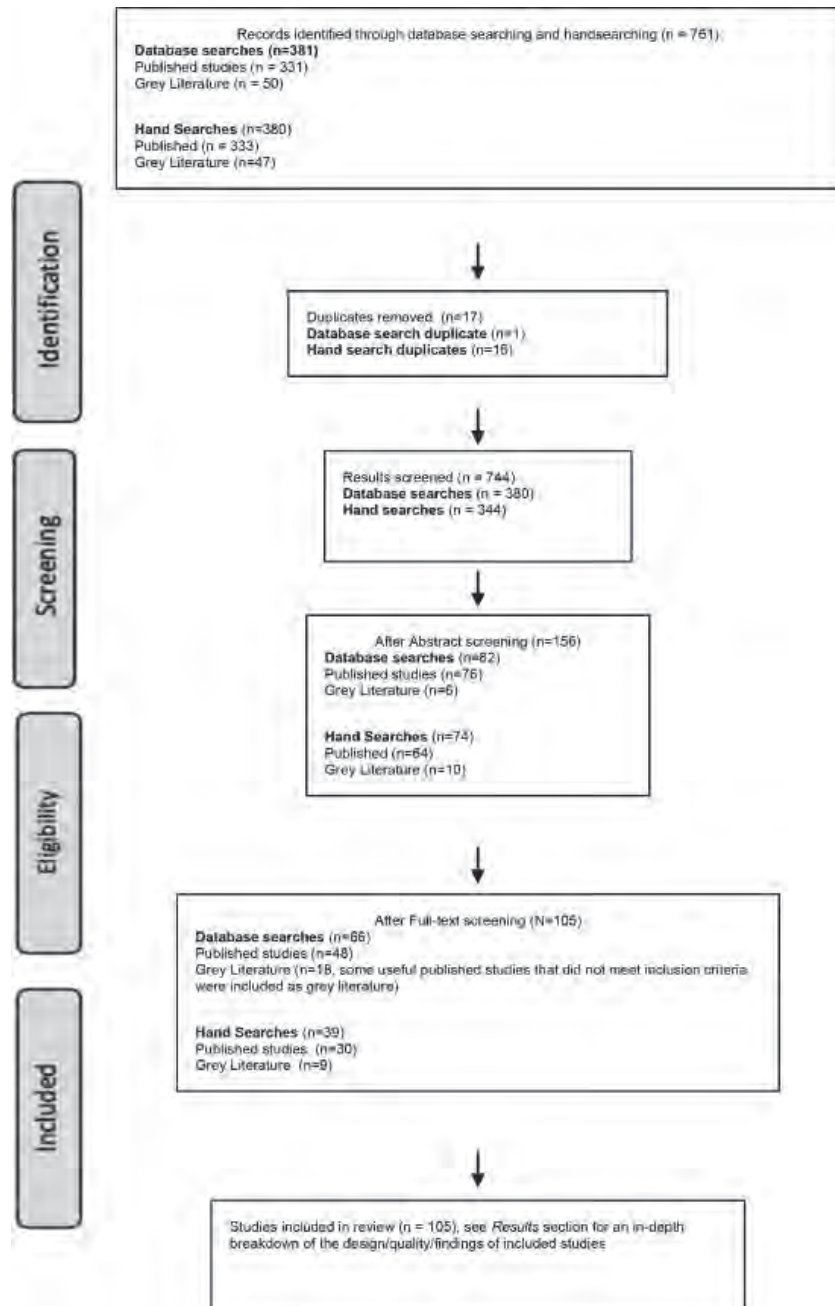 Records identified through database searching and handsearching (n = 761)
Database searches (n=381)
Published studies (n = 331)
Grey Literature (n = 50)
Hand Searches (n=380)
Published (n = 333)
Grey Literature (n=47)
Identification
Duplicates removed (n=17)
Database search duplicate (n=1)
Hand search duplicates (n=16)
Screening
Results screened (n = 744)
Database searches (n = 380)
Hand searches (n = 344)
After Abstract screening (n=156)
Database searches (n=82)
Published studies (n=76)
Grey Literature (n=6)
Hand Searches (n=74)
Published (n=64)
Grey Literature (n=10)
Eligibility
After Full-text screening (N=105)
Database searches (n=66)
Published studies (n=48)
Grey Literature (n=18, some useful published studies that did not meet inclusion criteria
were included as grey literature)
Hand Searches (n=39)
Published studies (n=30)
Grey Literature (n=9)
Included
Studies included in review (n = 105), see Results section for an in-depth
breakdown of the design/quality/findings of included studies